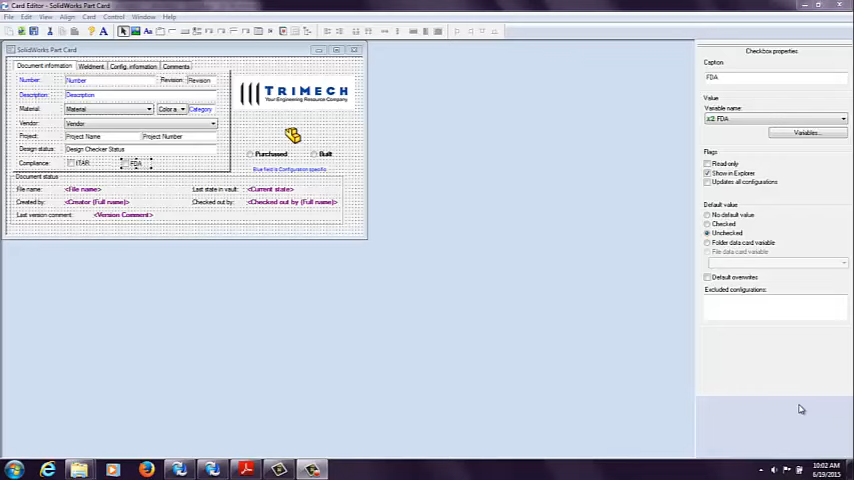 Card Editor - SolidWorks Part Card
File Edit View Align Card Control Window Help
SolidWorks Part Card
Document information Weldment Config. information Comments
Number: Number Revision: Revision
Description: Description
Material: Material Color a Category
Vendor: Vendor
Project: Project Name Project Number
Design status: Design Checker Status
Compliance: ITAR FDA
TRIMECH
Your Engineering Resource Company.
Purchased Built
Blue field is Configuration specific
Document status
File name: <File name> Last state in vault: <Current state>
Created by: <Creator (Full name)> Checked out by: <Checked out by (Full name)>
Last version comment: <Version Comment>
Checkbox properties
Caption:
FDA
Value
Variable name:
FDA
Variables...
Flags
Read-only
Show in Explorer
Updates all configurations
Default value
No default value
Checked
Unchecked
Folder data card variable
File data card variable
Default overwrites
Excluded configurations:
10:02 AM
6/19/2015